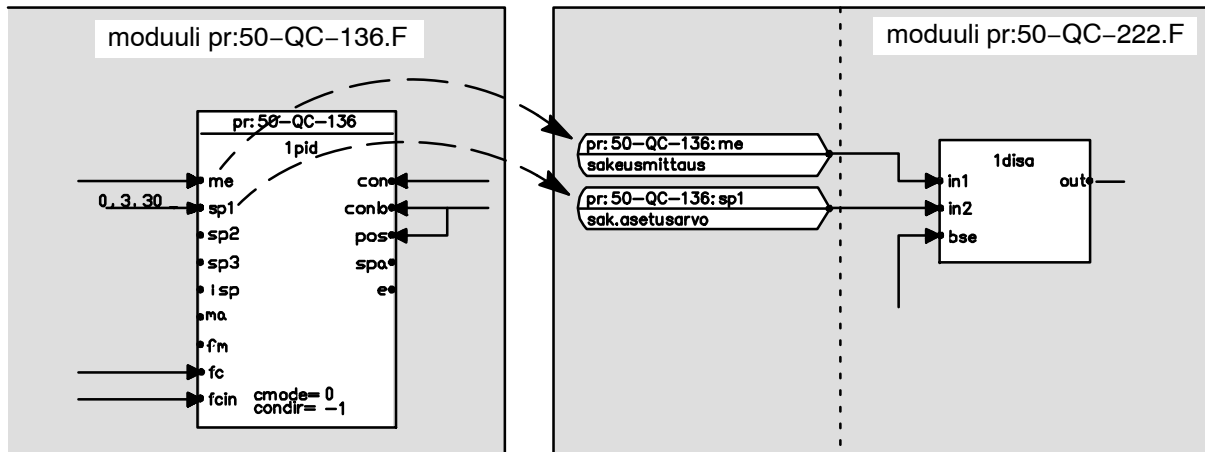 moduuli pr:50−QC−136.F
pr:50-QC-136
1pid
me
con
0,3,30
sp1
conb
sp2
pos
sp3
spa
isp
e
ma
fm
fc
fcin
cmode= 0
condir= -1
moduuli pr:50−QC−222.F
pr:50-QC-136:me
sakeusmittaus
pr:50-QC-136:sp1
sak.asetusarvo
1disa
in1
out
in2
bse